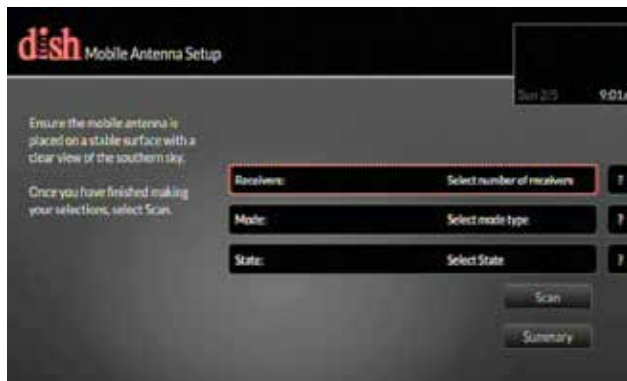 dish Mobile Antenna Setup
Sun 2/5 9:01
Ensure the mobile antenna is
placed on a stable surface with a
clear view of the southern sky.
Once you have finished making
your selections, select Scan.
Receivers: Select number of receivers ?
Mode: Select mode type ?
State: Select State ?
Scan
Summary